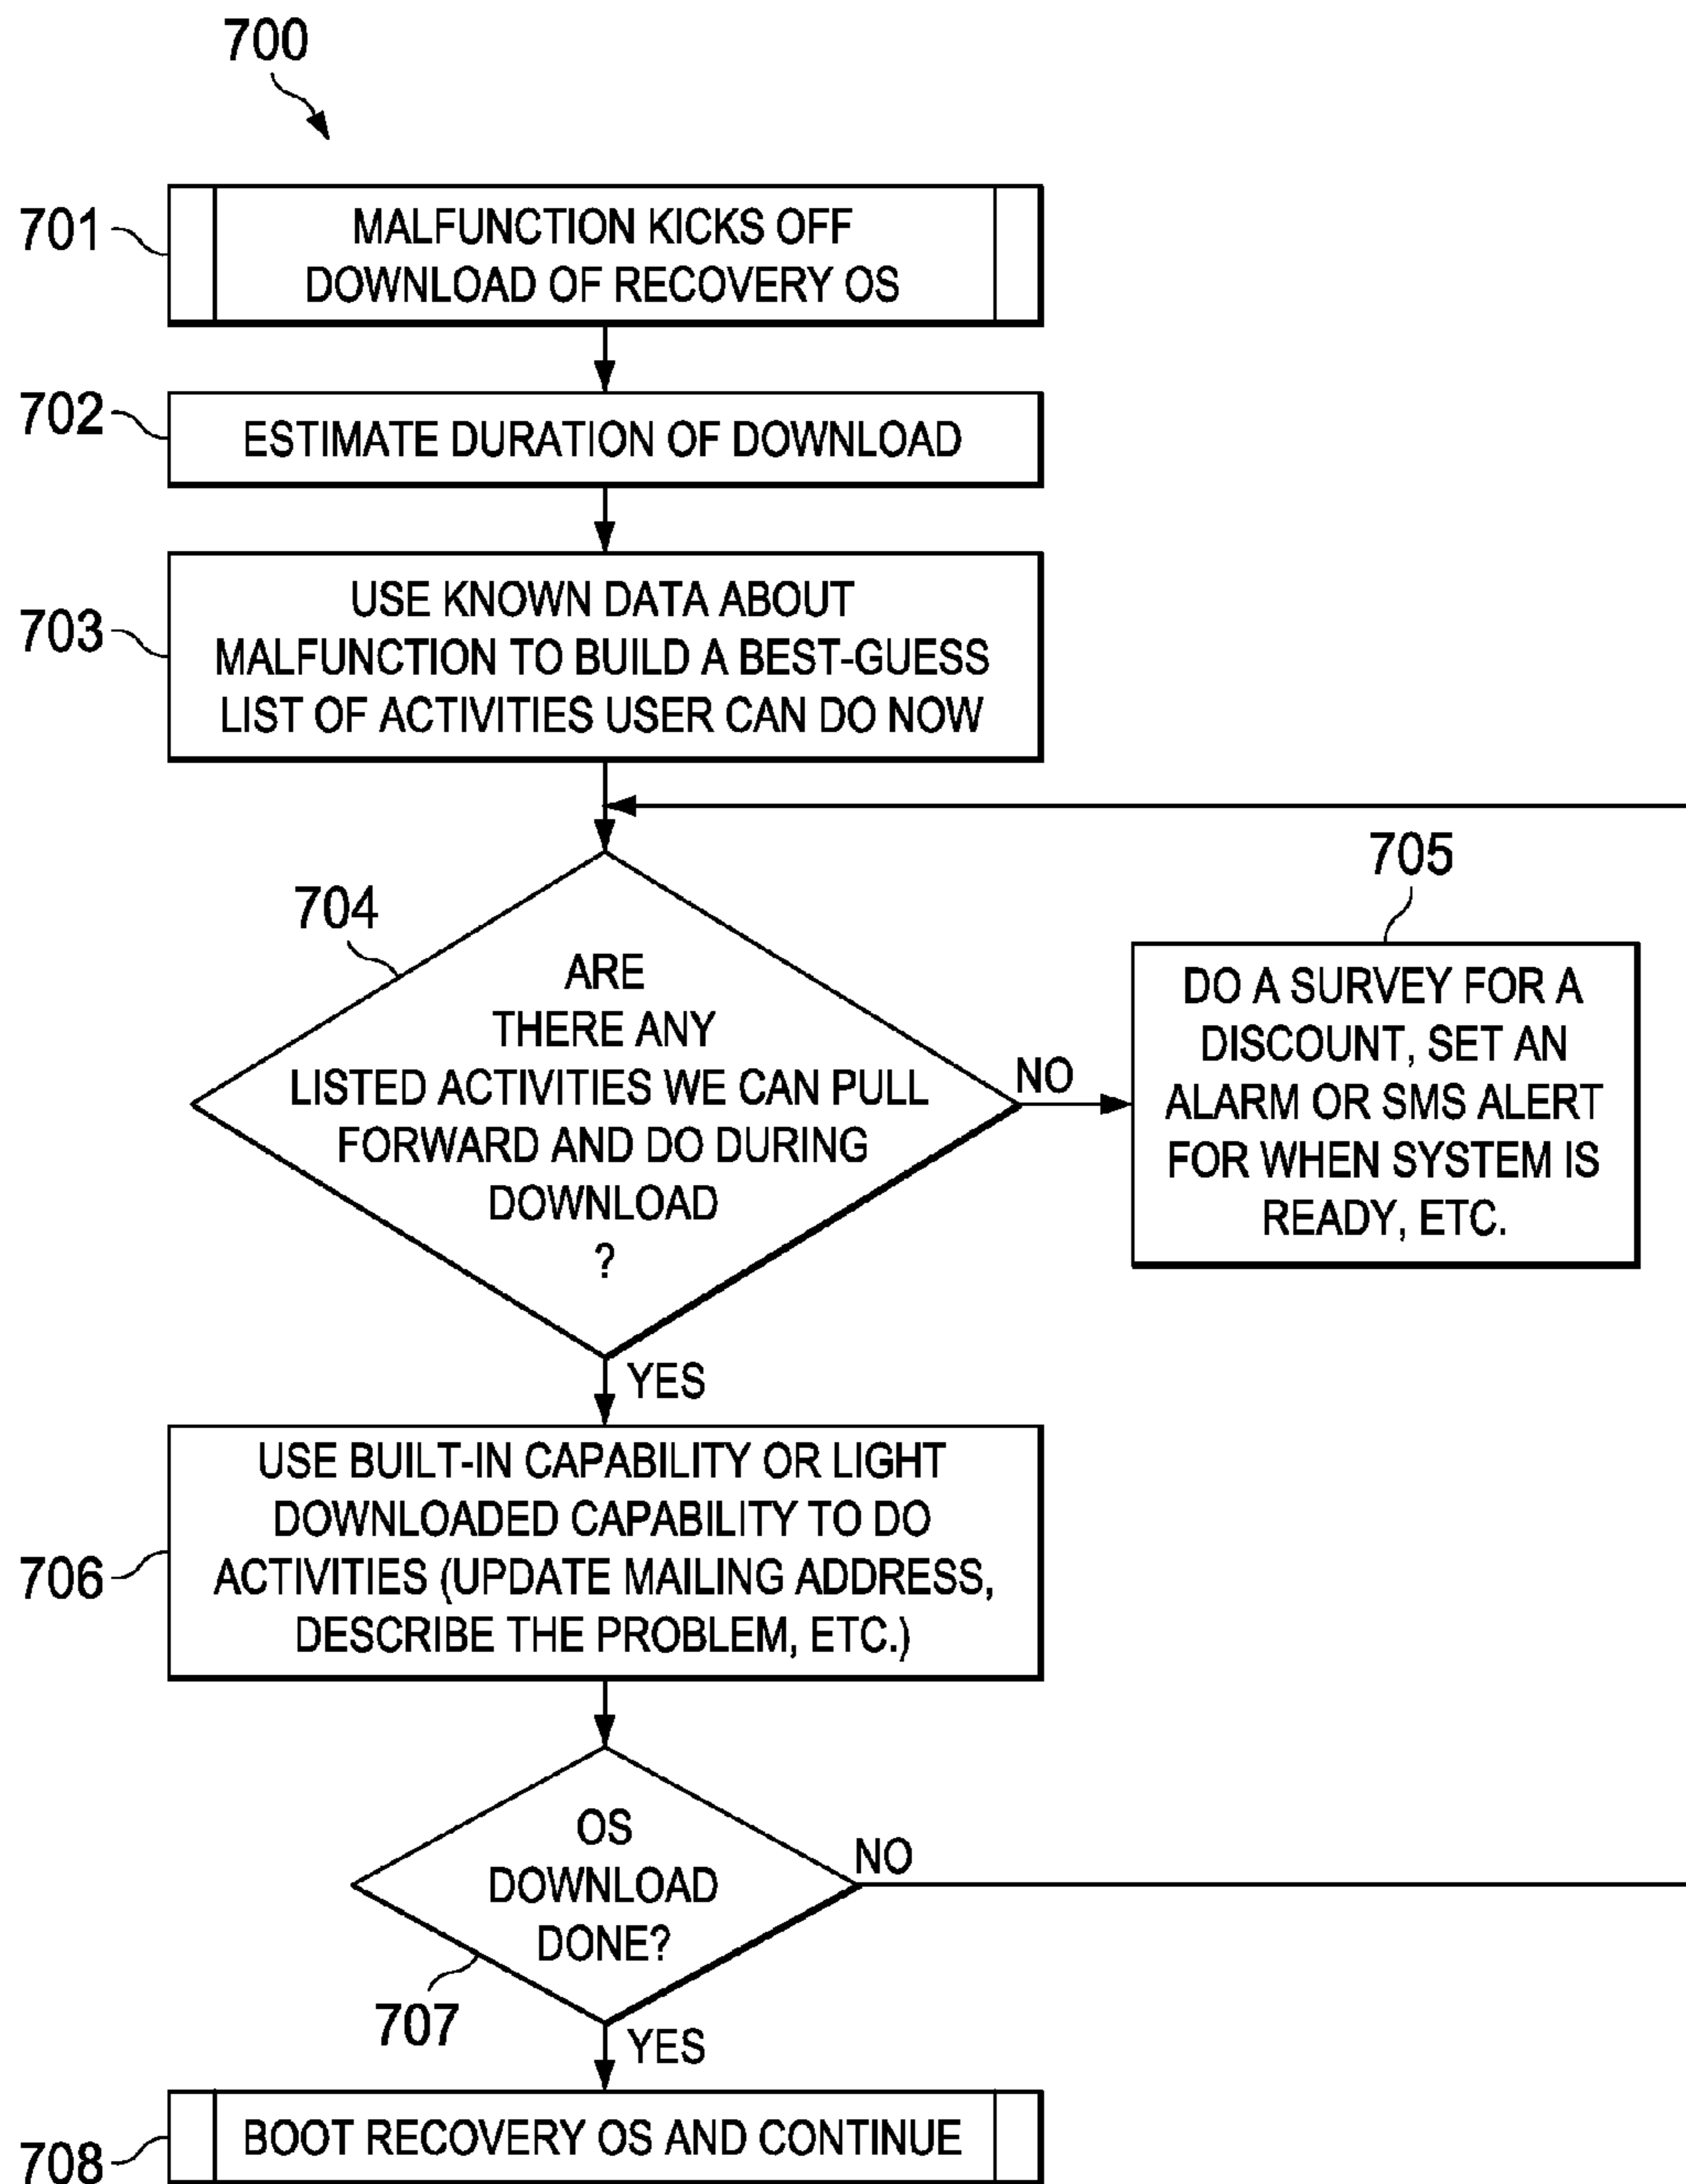 700
701
MALFUNCTION KICKS OFF
DOWNLOAD OF RECOVERY OS
702
ESTIMATE DURATION OF DOWNLOAD
703
USE KNOWN DATA ABOUT
MALFUNCTION TO BUILD A BEST-GUESS
LIST OF ACTIVITIES USER CAN DO NOW
704
ARE
THERE ANY
LISTED ACTIVITIES WE CAN PULL
FORWARD AND DO DURING
DOWNLOAD
?
NO
705
DO A SURVEY FOR A
DISCOUNT, SET AN
ALARM OR SMS ALERT
FOR WHEN SYSTEM IS
READY, ETC.
YES
706
USE BUILT-IN CAPABILITY OR LIGHT
DOWNLOADED CAPABILITY TO DO
ACTIVITIES (UPDATE MAILING ADDRESS,
DESCRIBE THE PROBLEM, ETC.)
OS
DOWNLOAD
DONE?
NO
707
YES
708
BOOT RECOVERY OS AND CONTINUE